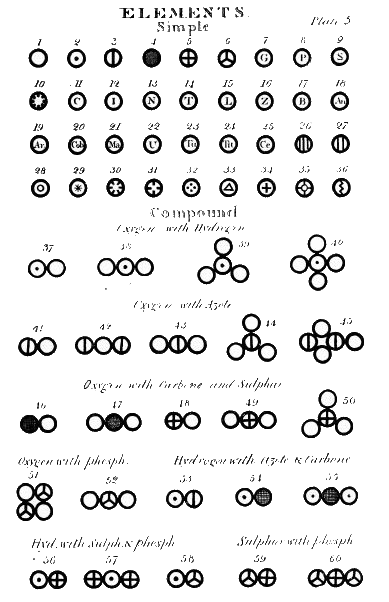 ELEMENTS.
Simple
Plate 5
1 2 3 4 5 6 7 8 9
G P S
10 11 12 13 14 15 16 17 18
C I N T L Z B An
19 20 21 22 23 24 25 26 27
Ar Cob Ma U Tu Tit Ce
28 29 30 31 32 33 34 35 36
Compound
Oxygen with Hydrogen
37 38 39 40
Oxygen with Azote
41 42 43 44 45
Oxygen with Carbone and Sulphur
46 47 48 49 50
Oxygen with phosph. Hydrogen with Azote & Carbone
51 52 53 54 55
Hyd. with Sulph. & phosph Sulphur with phosph
56 57 58 59 60